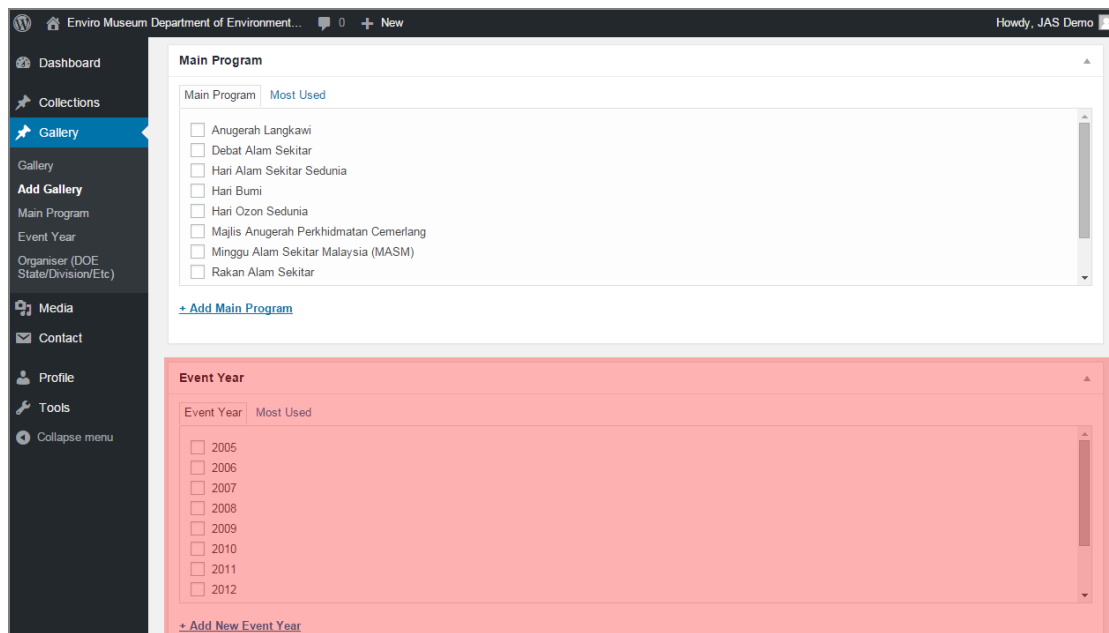 Enviro Museum Department of Environment... 0 + New Howdy, JAS Demo
Dashboard
Collections
Gallery
Gallery
Add Gallery
Main Program
Event Year
Organiser (DOE
State/Division/Etc)
Media
Contact
Profile
Tools
Collapse menu
Main Program
Main Program Most Used
Anugerah Langkawi
Debat Alam Sekitar
Hari Alam Sekitar Sedunia
Hari Bumi
Hari Ozon Sedunia
Majlis Anugerah Perkhidmatan Cemerlang
Minggu Alam Sekitar Malaysia (MASM)
Rakan Alam Sekitar
+ Add Main Program
Event Year
Event Year Most Used
2005
2006
2007
2008
2009
2010
2011
2012
+ Add New Event Year